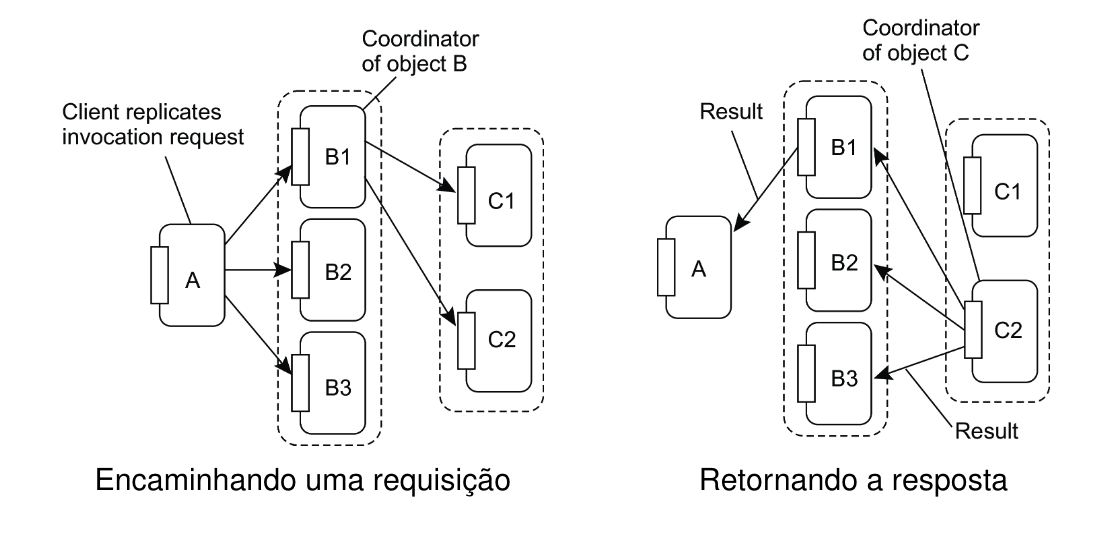 Coordinator
of object B
Client replicates
invocation request
B1
C1
A
B2
C2
B3
Encaminhando uma requisição
Coordinator
of object C
Result
B1
C1
A
B2
C2
B3
Result
Retornando a resposta